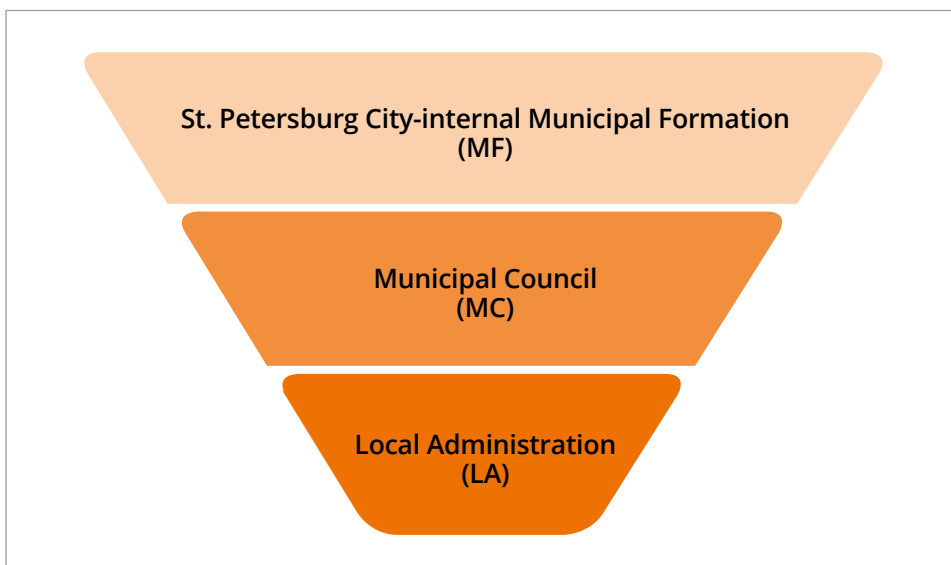 St. Petersburg City-internal Municipal Formation
(MF)
Municipal Council
(MC)
Local Administration
(LA)